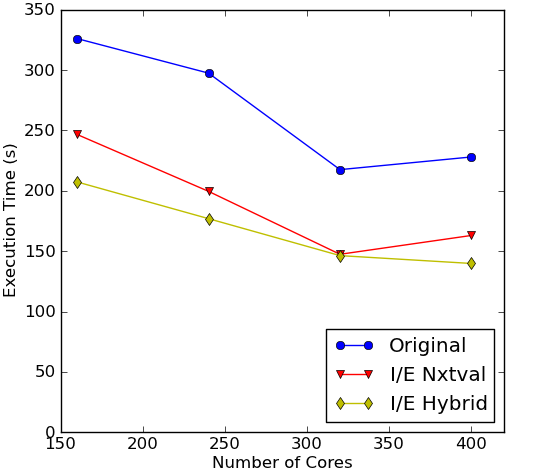 350
300
250
200
150
100
50
0
Execution Time (s)
150 200 250 300 350 400
Number of Cores
Original
I/E Nxtval
I/E Hybrid